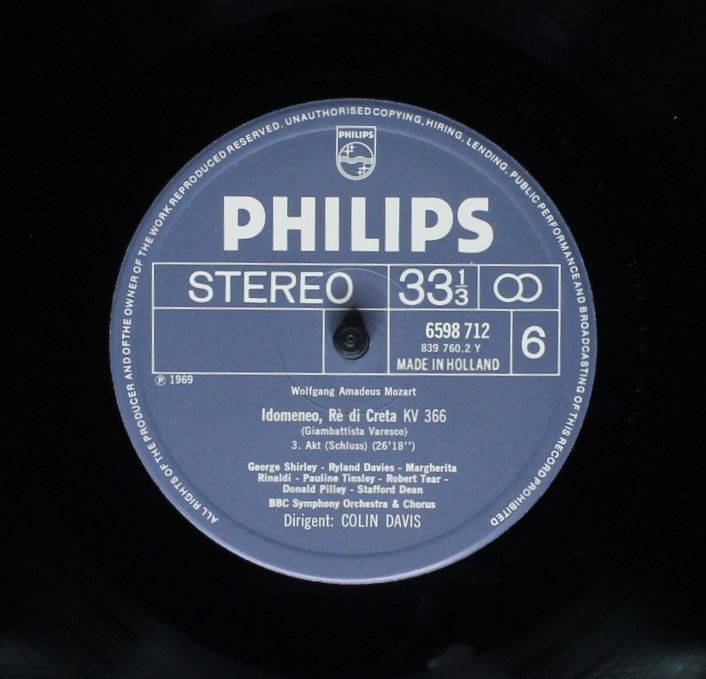 ALL RIGHTS OF THE PRODUCER AND OF THE OWNER OF THE WORK REPRODUCED RESERVED. UNAUTHORISED COPYING, HIRING, LENDING, PUBLIC PERFORMANCE AND BROADCASTING OF THIS RECORD PROHIBITED
PHILIPS
PHILIPS
STEREO 33 1/3
6598 712
839 760.2 Y
MADE IN HOLLAND
6
Ⓟ 1969
Wolfgang Amadeus Mozart
Idomeneo, Rè di Creta KV 366
(Giambattista Varesco)
3. Akt (Schluss) (26'18'')
George Shirley - Ryland Davies - Margherita
Rinaldi - Pauline Tinsley - Robert Tear -
Donald Pilley - Stafford Dean
BBC Symphony Orchestra & Chorus
Dirigent: COLIN DAVIS